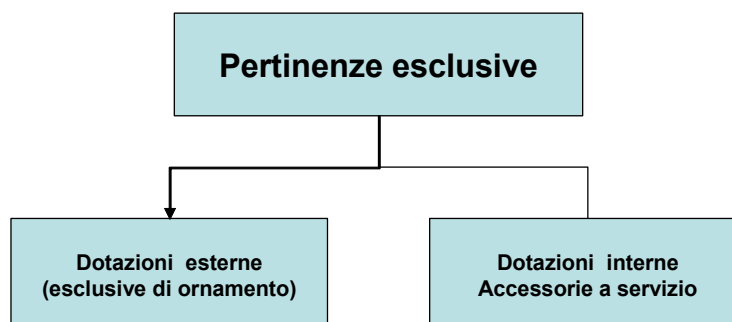 Pertinenze esclusive
Dotazioni esterne
(esclusive di ornamento)
Dotazioni interne
Accessorie a servizio